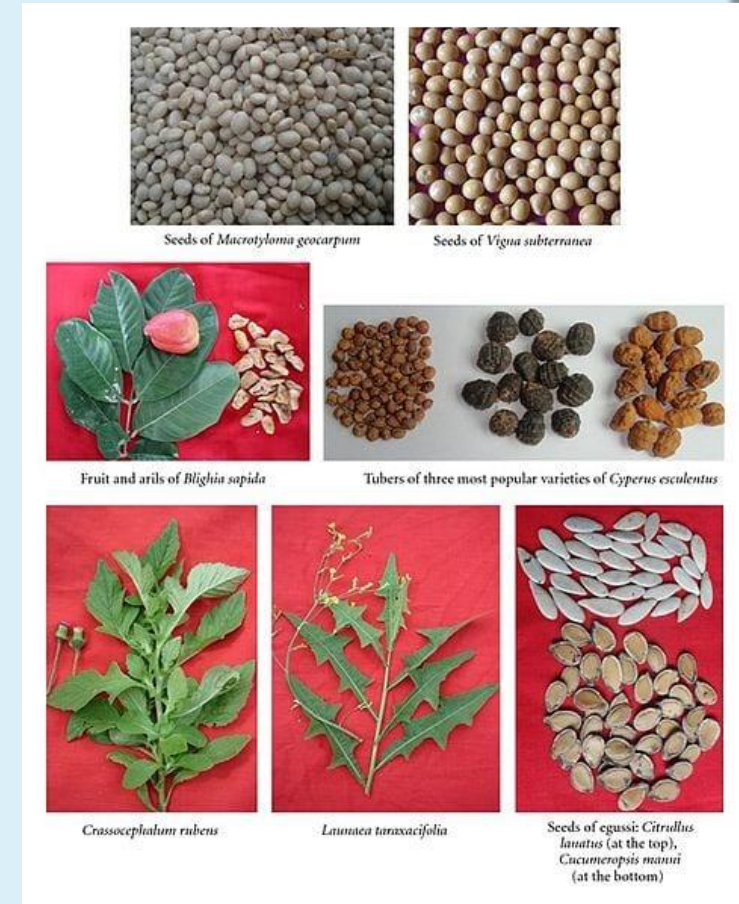 Seeds of Macrotyloma geocarpum
Seeds of Vigna subterranea
Fruit and arils of Blighia sapida
Tubers of three most popular varieties of Cyperus esculentus
Crassocephalum rubens
Launaea taraxacifolia
Seeds of egussi: Citrullus
lanatus (at the top),
Cucumeropsis manni
(at the bottom)